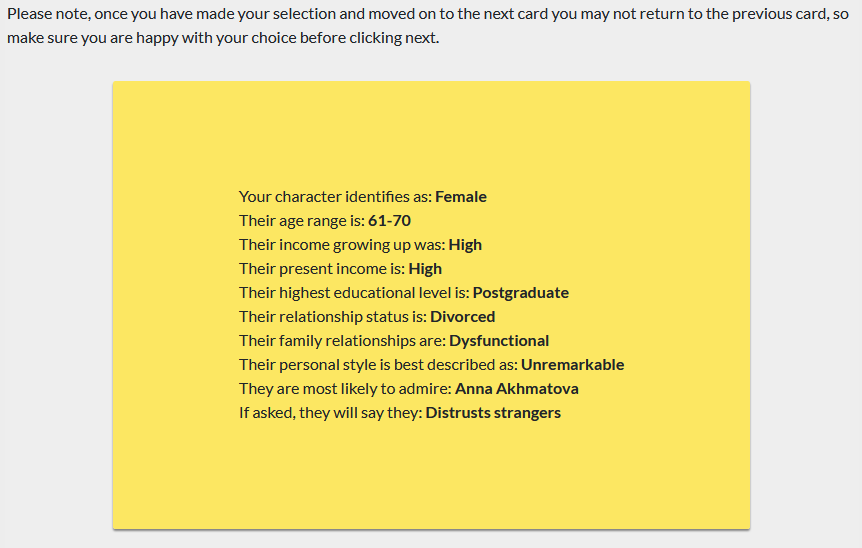 Please note, once you have made your selection and moved on to the next card you may not return to the previous card, so
make sure you are happy with your choice before clicking next.
Your character identifies as: Female
Their age range is: 61-70
Their income growing up was: High
Their present income is: High
Their highest educational level is: Postgraduate
Their relationship status is: Divorced
Their family relationships are: Dysfunctional
Their personal style is best described as: Unremarkable
They are most likely to admire: Anna Akhmatova
If asked, they will say they: Distrusts strangers